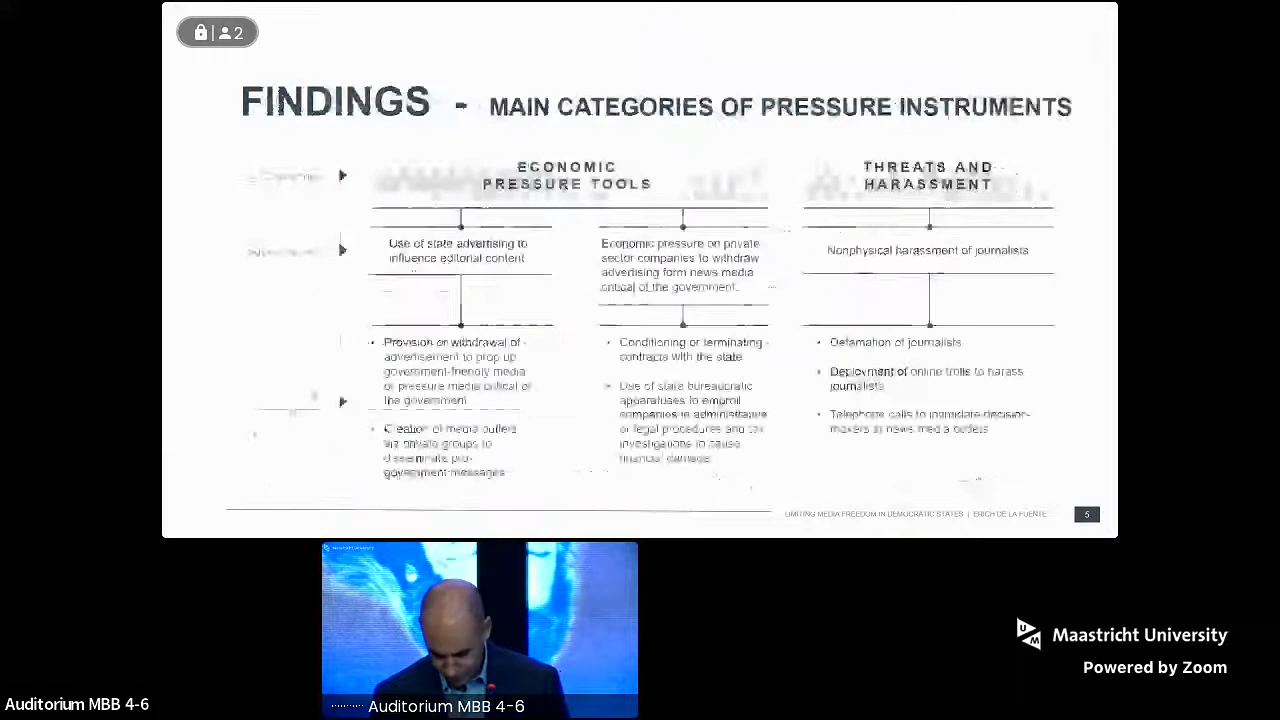 2
FINDINGS - MAIN CATEGORIES OF PRESSURE INSTRUMENTS
ECONOMIC
PRESSURE TOOLS
THREATS AND
HARASSMENT
Use of state advertising to
influence editorial content
Economic pressure on private
sector companies to withdraw
advertising form news media
critical of the government.
Nonphysical harassment of journalists
• Provision or withdrawal of
advertisement to prop up
government-friendly media
or pressure media critical of
the government
• Creation of media outlets
via private groups to
disseminate pro-
government messages
• Conditioning or terminating
contracts with the state
• Use of state bureaucratic
apparatuses to embroil
companies in administrative
or legal procedures and tax
investigations to cause
financial damage
• Defamation of journalists
• Deployment of online trolls to harass
journalists
• Telephone calls to intimidate decision-
makers at news media outlets
LIMITING MEDIA FREEDOM IN DEMOCRATIC STATES | ERICH DE LA FUENTE
5
Maastricht University
Auditorium MBB 4-6
Auditorium MBB 4-6
UM
Maastricht University
Powered by Zoom